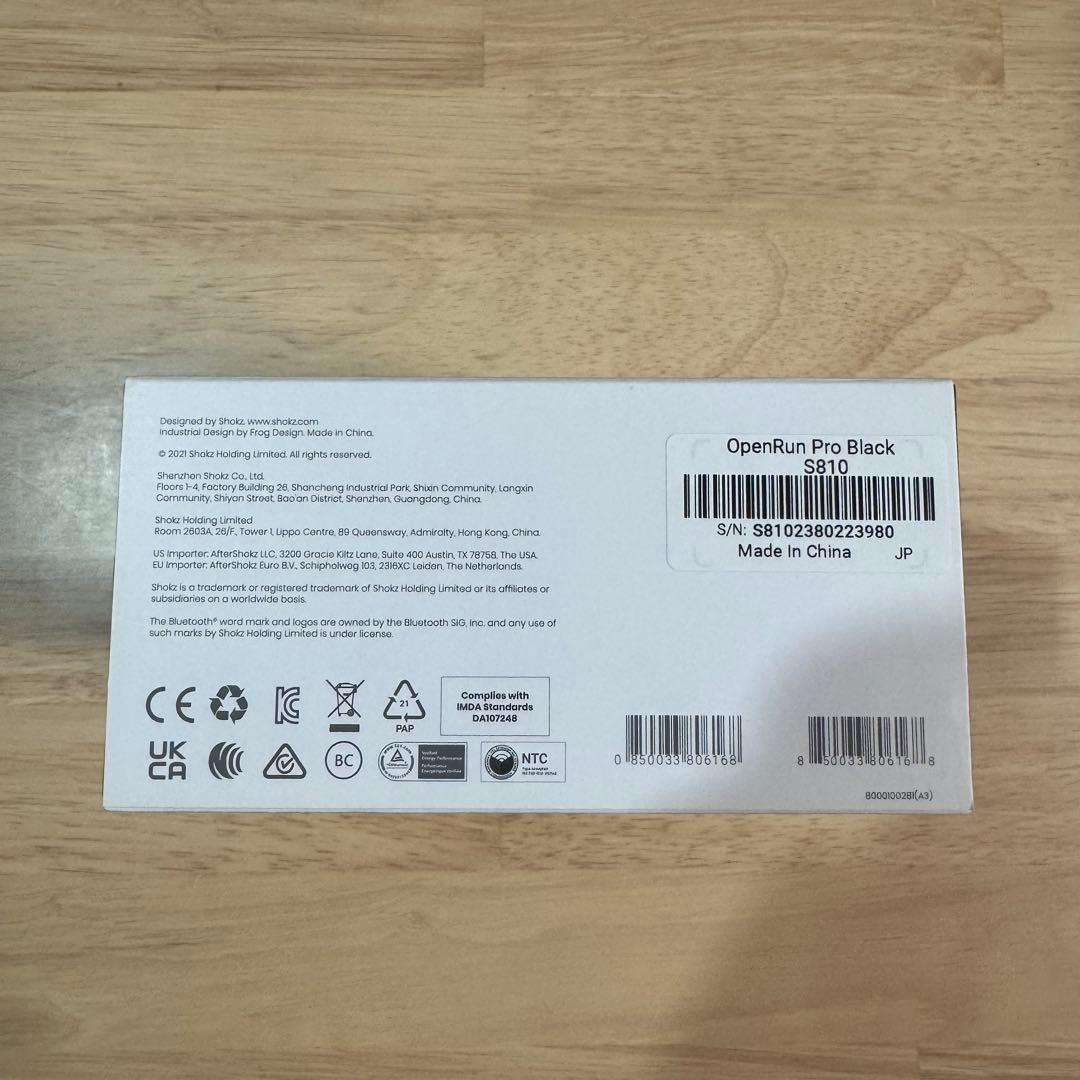 Designed by Shokz. www.shokz.com
Industrial Design by Frog Design. Made in China.
© 2021 Shokz Holding Limited. All rights reserved.
Shenzhen Shokz Co., Ltd.
Floors 1-4, Factory Building 26, Shancheng Industrial Park, Shixin Community, Langxin
Community, Shiyan Street, Bao'an District, Shenzhen, Guangdong, China.
Shokz Holding Limited
Room 2603A, 26/F., Tower 1, Lippo Centre, 89 Queensway, Admiralty, Hong Kong, China.
US Importer: AfterShokz LLC, 3200 Gracie Kiltz Lane, Suite 400 Austin, TX 78758, The USA.
EU Importer: AfterShokz Euro B.V., Schipholweg 103, 2316XC Leiden, The Netherlands.
Shokz is a trademark or registered trademark of Shokz Holding Limited or its affiliates or
subsidiaries on a worldwide basis.
The Bluetooth® word mark and logos are owned by the Bluetooth SIG, Inc. and any use of
such marks by Shokz Holding Limited is under license.
OpenRun Pro Black
S810
S/N: S8102380223980
Made In China JP
CE
21
PAP
Complies with
IMDA Standards
DA107248
UK
CA
BC
NTC
0 850033 806168
8 50033 80616 8
8000100281(A3)